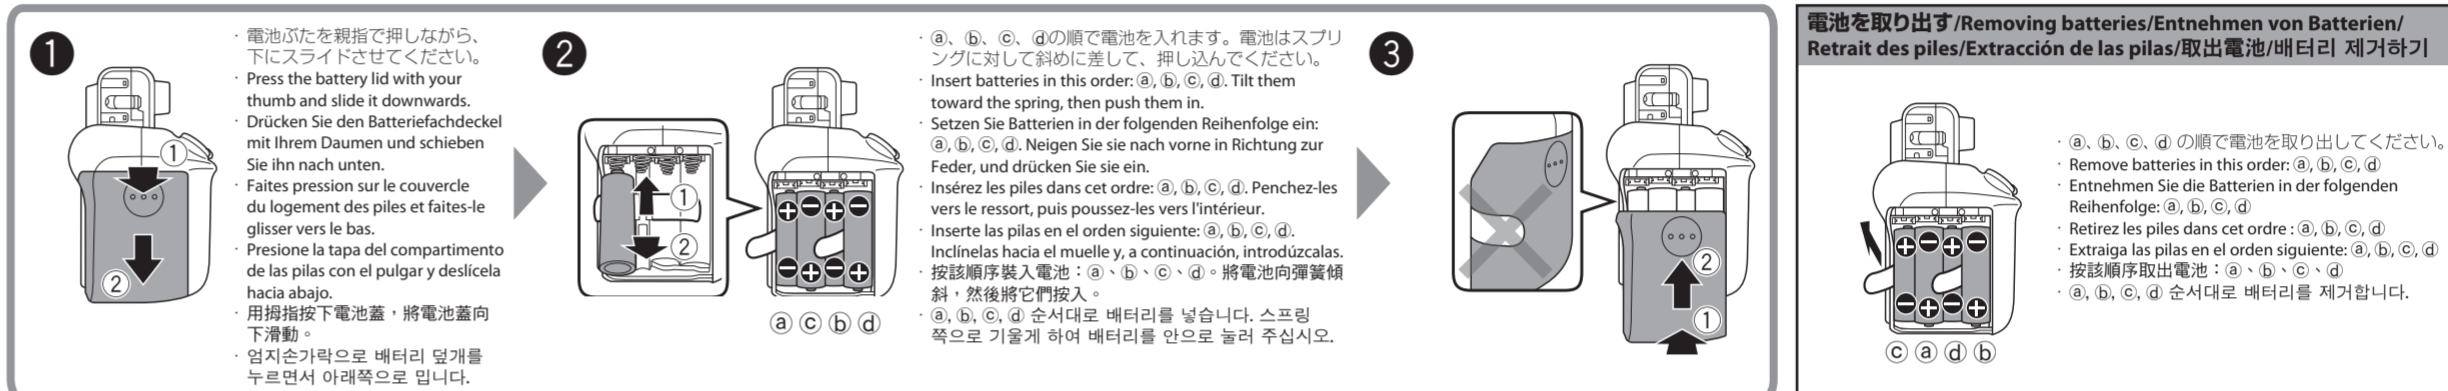 ❶
· 電池ぶたを親指で押しながら、
下にスライドさせてください。
· Press the battery lid with your
thumb and slide it downwards.
· Drücken Sie den Batteriefachdeckel
mit Ihrem Daumen und schieben
Sie ihn nach unten.
· Faites pression sur le couvercle
du logement des piles et faites-le
glisser vers le bas.
· Presione la tapa del compartimento
de las pilas con el pulgar y deslícela
hacia abajo.
· 用拇指按下電池蓋，將電池蓋向
下滑動。
· 엄지손가락으로 배터리 덮개를
누르면서 아래쪽으로 밉니다.
①
②
❷
①
②
ⓐ ⓒ ⓑ ⓓ
· ⓐ、ⓑ、ⓒ、ⓓの順で電池を入れます。電池はスプリ
ングに対して斜めに差して、押し込んでください。
· Insert batteries in this order: ⓐ, ⓑ, ⓒ, ⓓ. Tilt them
toward the spring, then push them in.
· Setzen Sie Batterien in der folgenden Reihenfolge ein:
ⓐ, ⓑ, ⓒ, ⓓ. Neigen Sie sie nach vorne in Richtung zur
Feder, und drücken Sie sie ein.
· Insérez les piles dans cet ordre: ⓐ, ⓑ, ⓒ, ⓓ. Penchez-les
vers le ressort, puis poussez-les vers l'intérieur.
· Inserte las pilas en el orden siguiente: ⓐ, ⓑ, ⓒ, ⓓ.
Inclínelas hacia el muelle y, a continuación, introdúzcalas.
· 按該順序裝入電池：ⓐ、ⓑ、ⓒ、ⓓ。將電池向彈簧傾
斜，然後將它們按入。
· ⓐ, ⓑ, ⓒ, ⓓ 순서대로 배터리를 넣습니다. 스프링
쪽으로 기울게 하여 배터리를 안으로 눌러 주십시오.
❸
②
①
電池を取り出す/Removing batteries/Entnehmen von Batterien/
Retrait des piles/Extracción de las pilas/取出電池/배터리 제거하기
ⓒ ⓐ ⓓ ⓑ
· ⓐ、ⓑ、ⓒ、ⓓ の順で電池を取り出してください。
· Remove batteries in this order: ⓐ, ⓑ, ⓒ, ⓓ
· Entnehmen Sie die Batterien in der folgenden
Reihenfolge: ⓐ, ⓑ, ⓒ, ⓓ
· Retirez les piles dans cet ordre : ⓐ, ⓑ, ⓒ, ⓓ
· Extraiga las pilas en el orden siguiente: ⓐ, ⓑ, ⓒ, ⓓ
· 按該順序取出電池：ⓐ、ⓑ、ⓒ、ⓓ
· ⓐ, ⓑ, ⓒ, ⓓ 순서대로 배터리를 제거합니다.